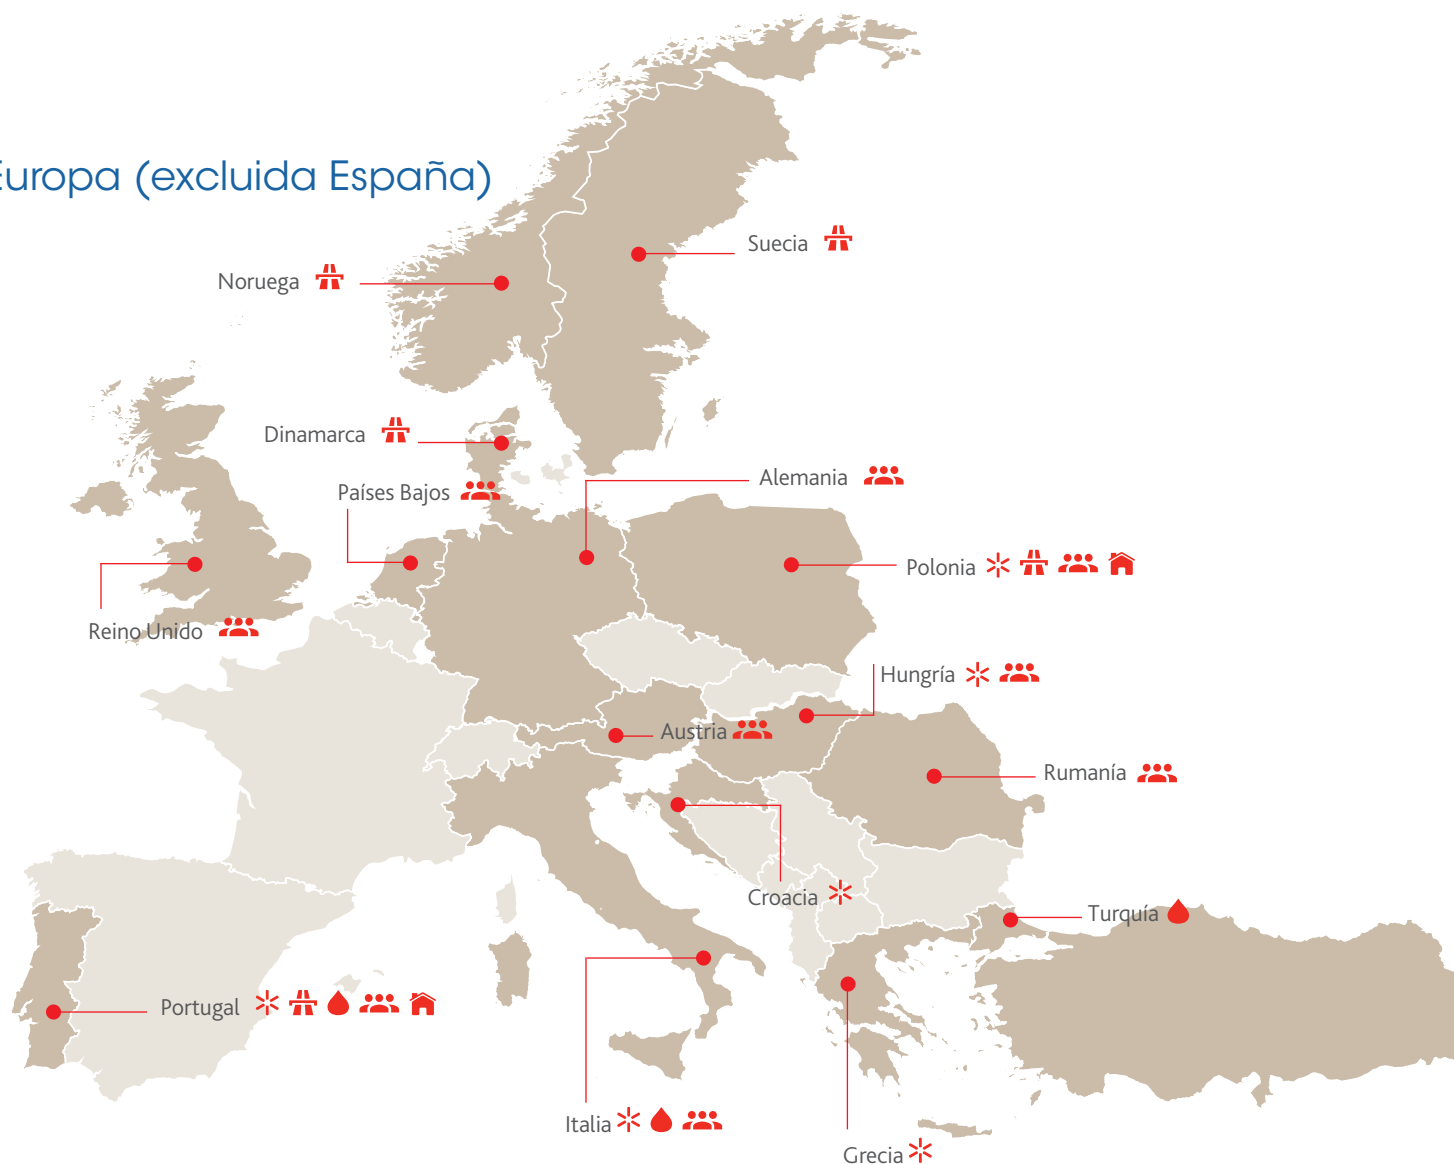 Europa (excluida España)
Suecia
Noruega
Dinamarca
Alemania
Países Bajos
Polonia
Reino Unido
Hungría
Austria
Rumanía
Croacia
Turquía
Portugal
Italia
Grecia